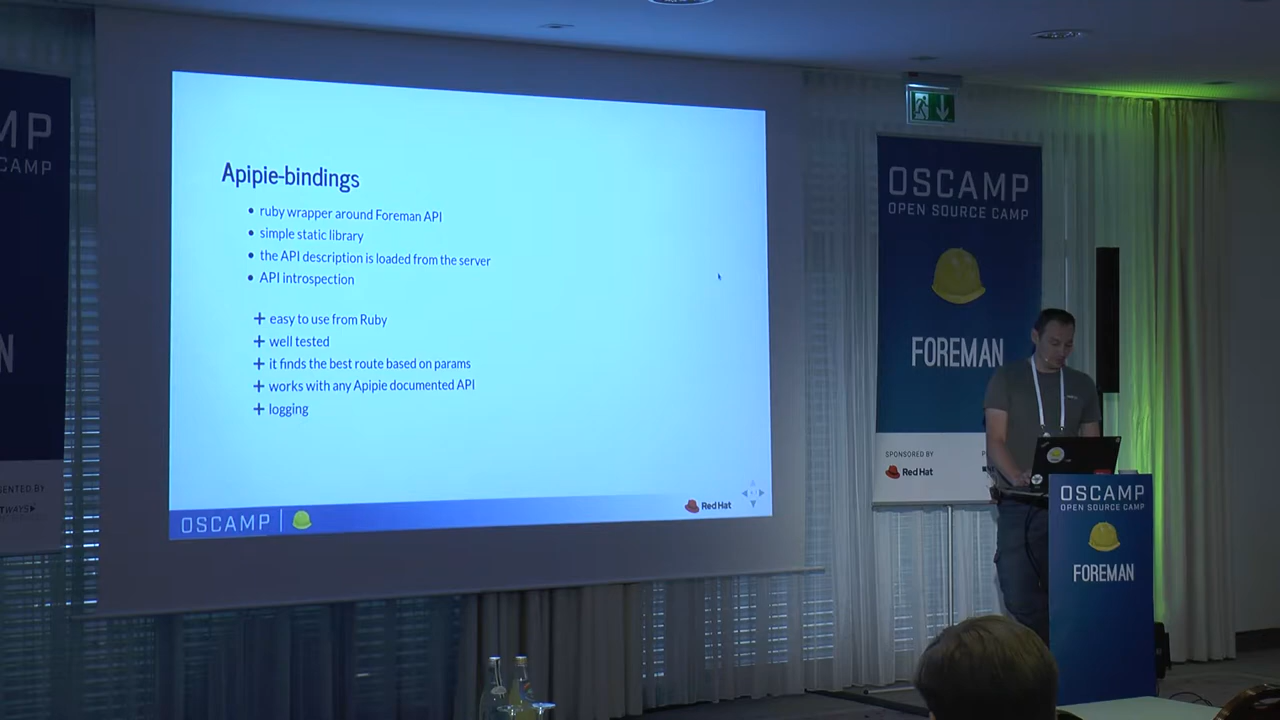 MP
CAMP
N
SENTED BY
TWAYS
Apipie-bindings
• ruby wrapper around Foreman API
• simple static library
• the API description is loaded from the server
• API introspection
+ easy to use from Ruby
+ well tested
+ it finds the best route based on params
+ works with any Apipie documented API
+ logging
OSCAMP
Red Hat
OSCAMP
OPEN SOURCE CAMP
FOREMAN
SPONSORED BY
Red Hat
OSCAMP
OPEN SOURCE CAMP
FOREMAN